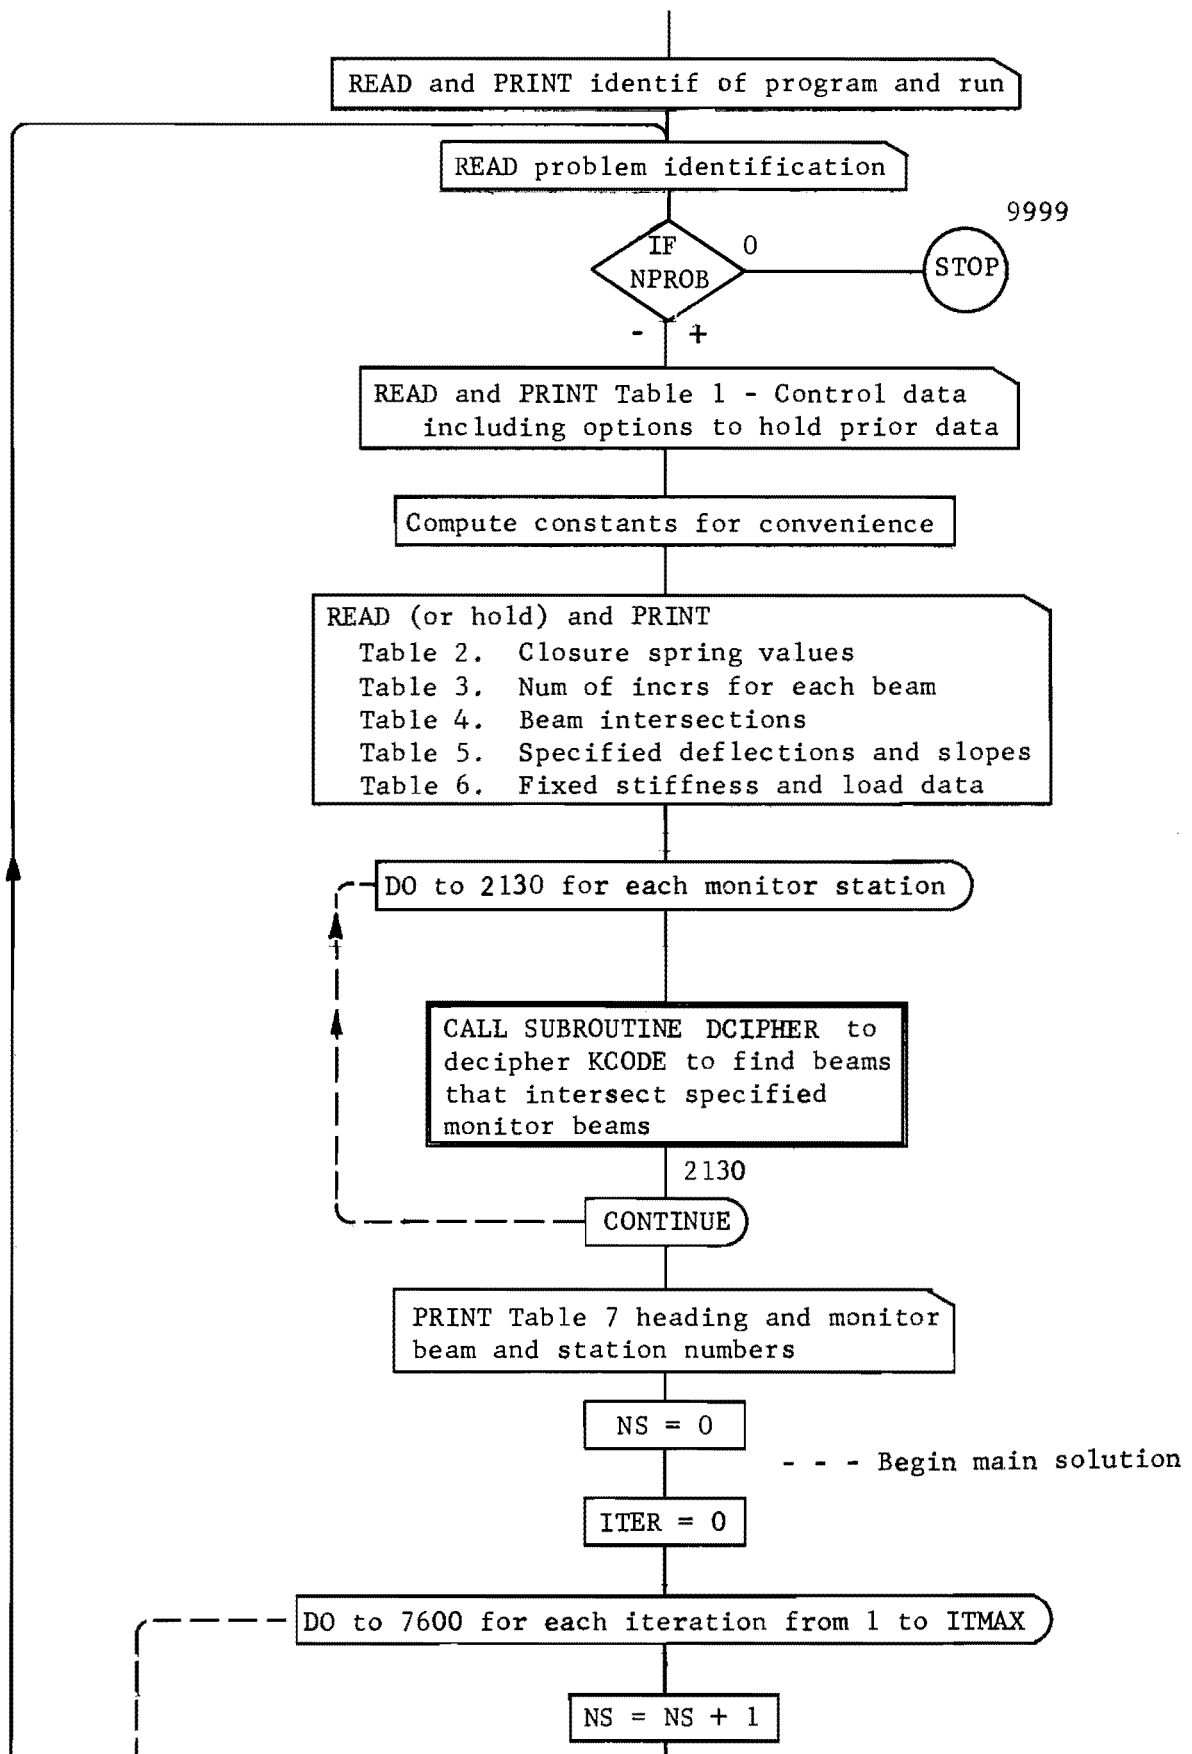 READ and PRINT identif of program and run
READ problem identification
9999
IF
NPROB
0
STOP
- +
READ and PRINT Table 1 - Control data
including options to hold prior data
Compute constants for convenience
READ (or hold) and PRINT
Table 2. Closure spring values
Table 3. Num of incrs for each beam
Table 4. Beam intersections
Table 5. Specified deflections and slopes
Table 6. Fixed stiffness and load data
DO to 2130 for each monitor station
CALL SUBROUTINE DCIPHER to
decipher KCODE to find beams
that intersect specified
monitor beams
2130
CONTINUE
PRINT Table 7 heading and monitor
beam and station numbers
NS = 0
- - - Begin main solution
ITER = 0
DO to 7600 for each iteration from 1 to ITMAX
NS = NS + 1